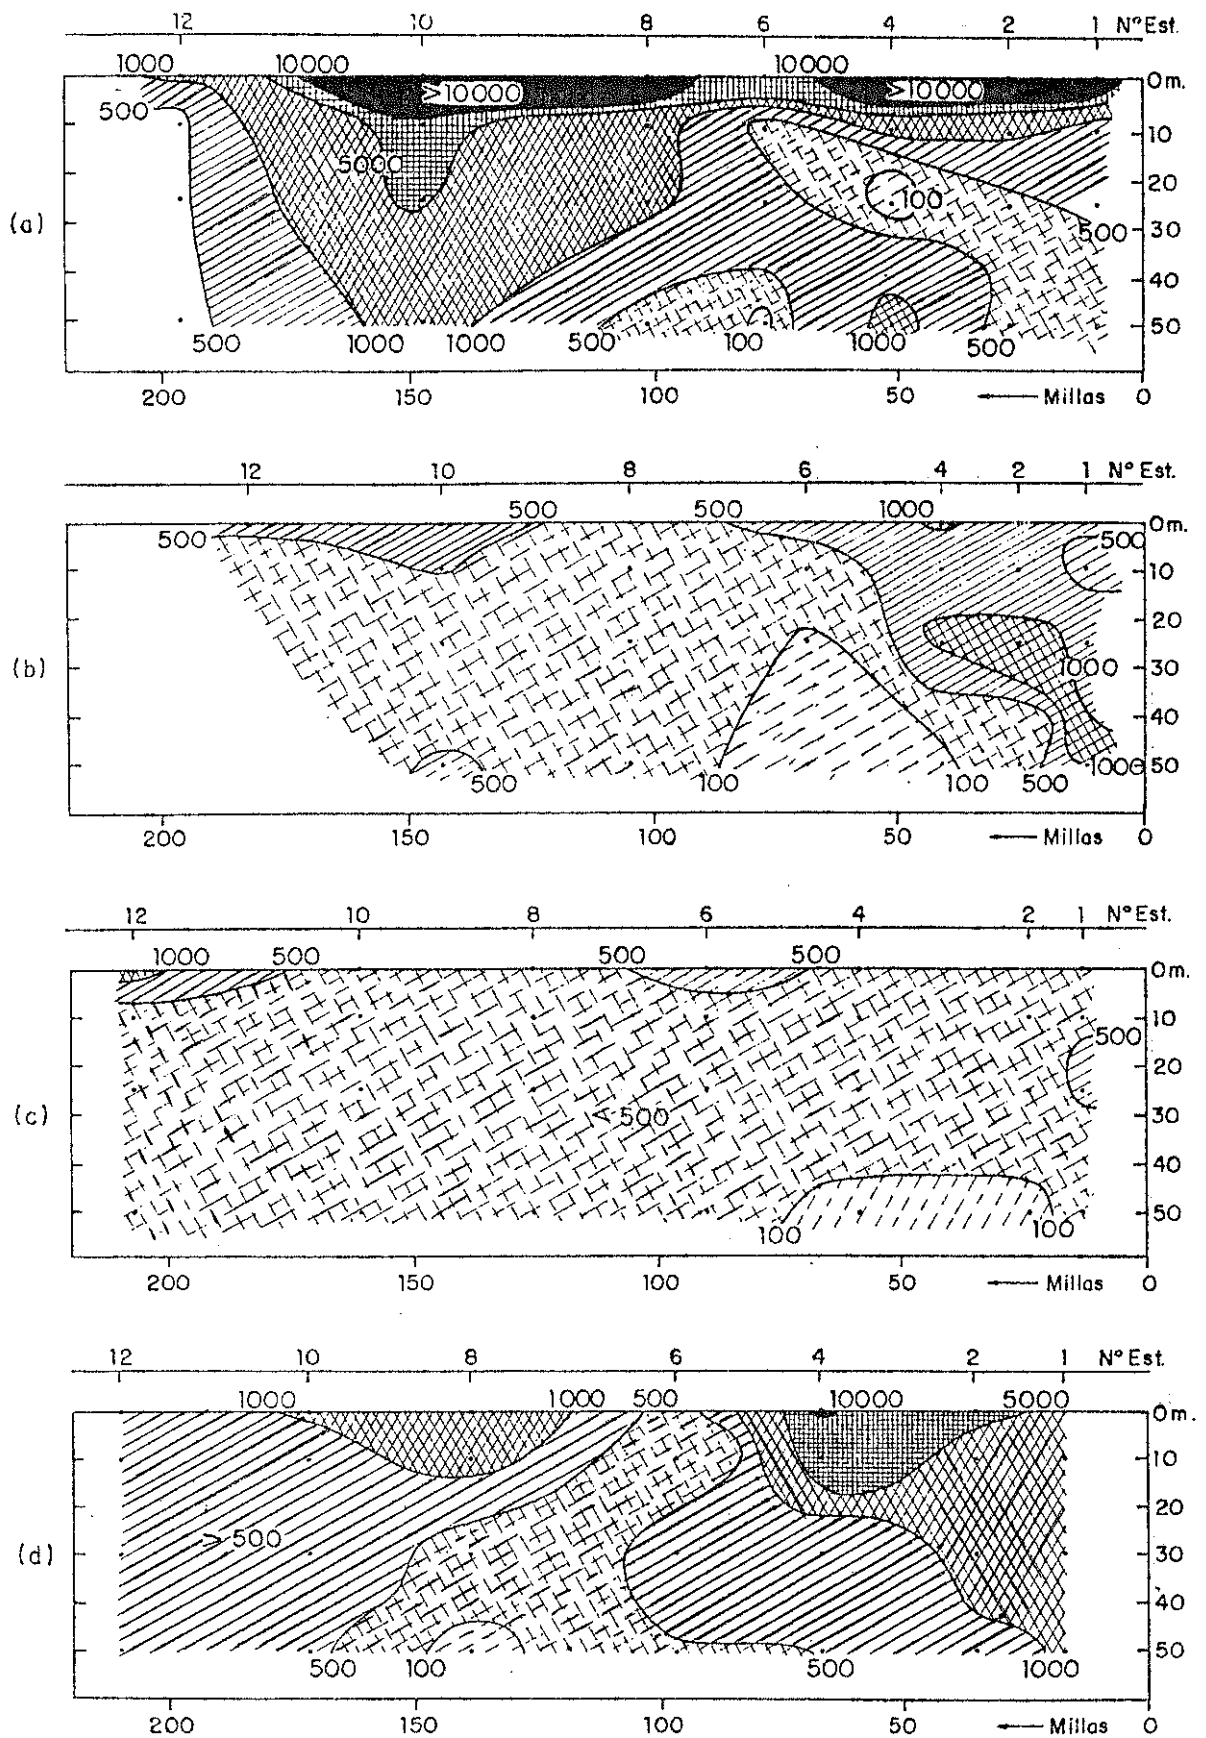 12 10 8 6 4 2 1 N° Est.
1000 10000 10000 0 m.
500 >10000 >10000
10
5000
20
100
(a) 500 30
40
50
500 1000 1000 500 100 1000 500
200 150 100 50 ← Millas 0
12 10 8 6 4 2 1 N° Est.
500 500 1000 0 m.
500 500
10
20
(b) 1000 30
40
1000 50
500 100 100 500
200 150 100 50 ← Millas 0
12 10 8 6 4 2 1 N° Est.
1000 500 500 500 0 m.
10
500
20
(c) < 500 30
40
50
100 100
200 150 100 50 ← Millas 0
12 10 8 6 4 2 1 N° Est.
1000 1000 500 10000 5000 0 m.
10
20
> 500
(d) 30
40
50
500 100 500 1000
200 150 100 50 ← Millas 0